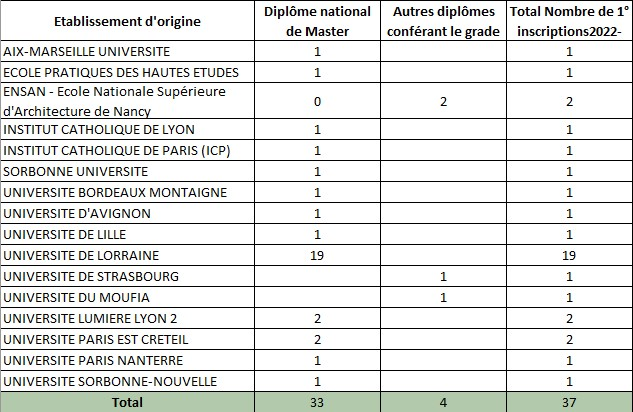 Etablissement d'origine Diplôme national de Master Autres diplômes conférant le grade Total Nombre de 1° inscriptions2022-
AIX-MARSEILLE UNIVERSITE 1 1
ECOLE PRATIQUES DES HAUTES ETUDES 1 1
ENSAN - Ecole Nationale Supérieure
d'Architecture de Nancy 0 2 2
INSTITUT CATHOLIQUE DE LYON 1 1
INSTITUT CATHOLIQUE DE PARIS (ICP) 1 1
SORBONNE UNIVERSITE 1 1
UNIVERSITE BORDEAUX MONTAIGNE 1 1
UNIVERSITE D'AVIGNON 1 1
UNIVERSITE DE LILLE 1 1
UNIVERSITE DE LORRAINE 19 19
UNIVERSITE DE STRASBOURG 1 1
UNIVERSITE DU MOUFIA 1 1
UNIVERSITE LUMIERE LYON 2 2 2
UNIVERSITE PARIS EST CRETEIL 2 2
UNIVERSITE PARIS NANTERRE 1 1
UNIVERSITE SORBONNE-NOUVELLE 1 1
Total 33 4 37